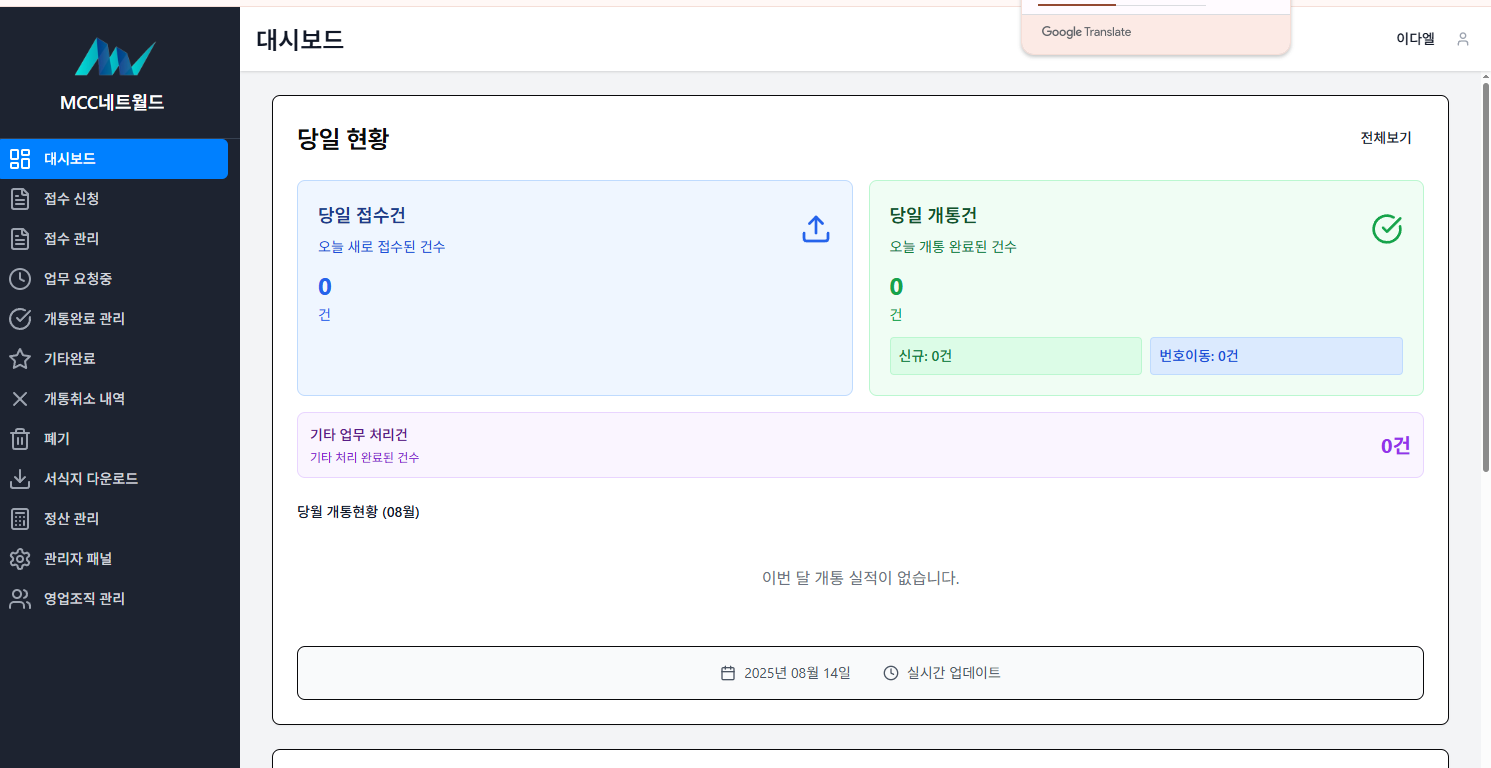 Google Translate
MCC네트월드
대시보드
접수 신청
접수 관리
업무 요청중
개통완료 관리
기타완료
개통취소 내역
폐기
서식지 다운로드
정산 관리
관리자 패널
영업조직 관리
대시보드
이다엘
당일 현황
전체보기
당일 접수건
오늘 새로 접수된 건수
0
건
당일 개통건
오늘 개통 완료된 건수
0
건
신규: 0건
번호이동: 0건
기타 업무 처리건
기타 처리 완료된 건수
0건
당월 개통현황 (08월)
이번 달 개통 실적이 없습니다.
2025년 08월 14일
실시간 업데이트